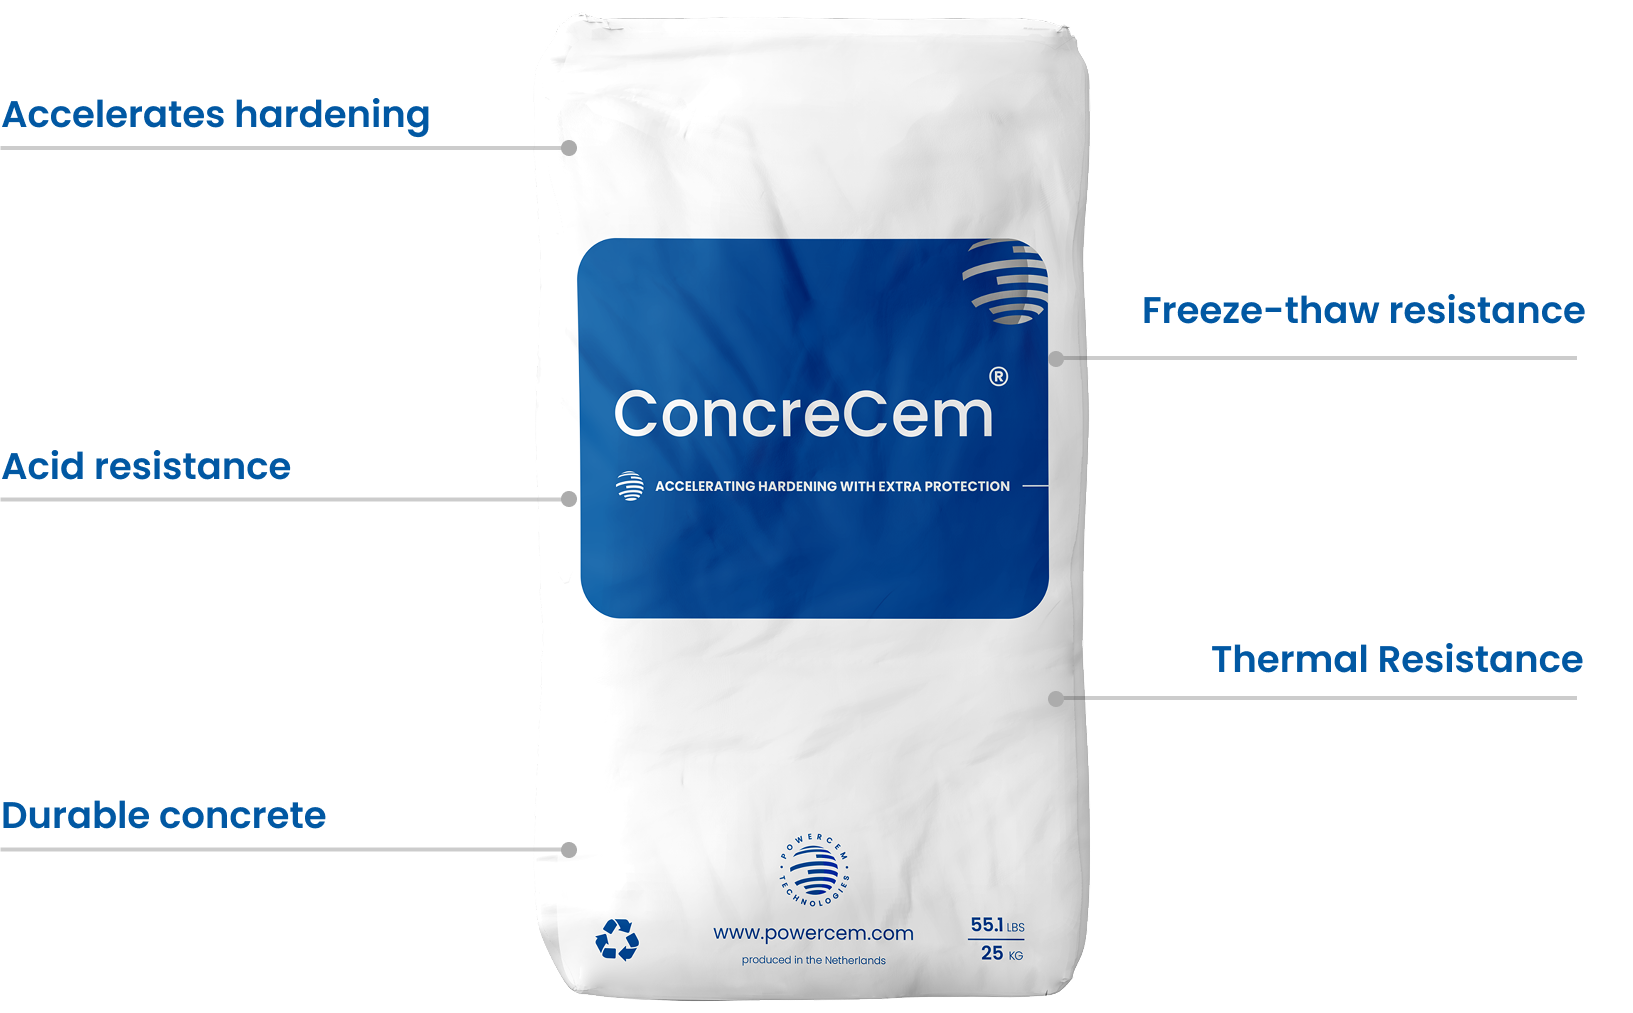 Accelerates hardening
Freeze-thaw resistance
ConcreCem®
Acid resistance
ACCELERATING HARDENING WITH EXTRA PROTECTION
Thermal Resistance
Durable concrete
POWERCEM • TECHNOLOGIES •
www.powercem.com
produced in the Netherlands
55.1 LBS
25 KG